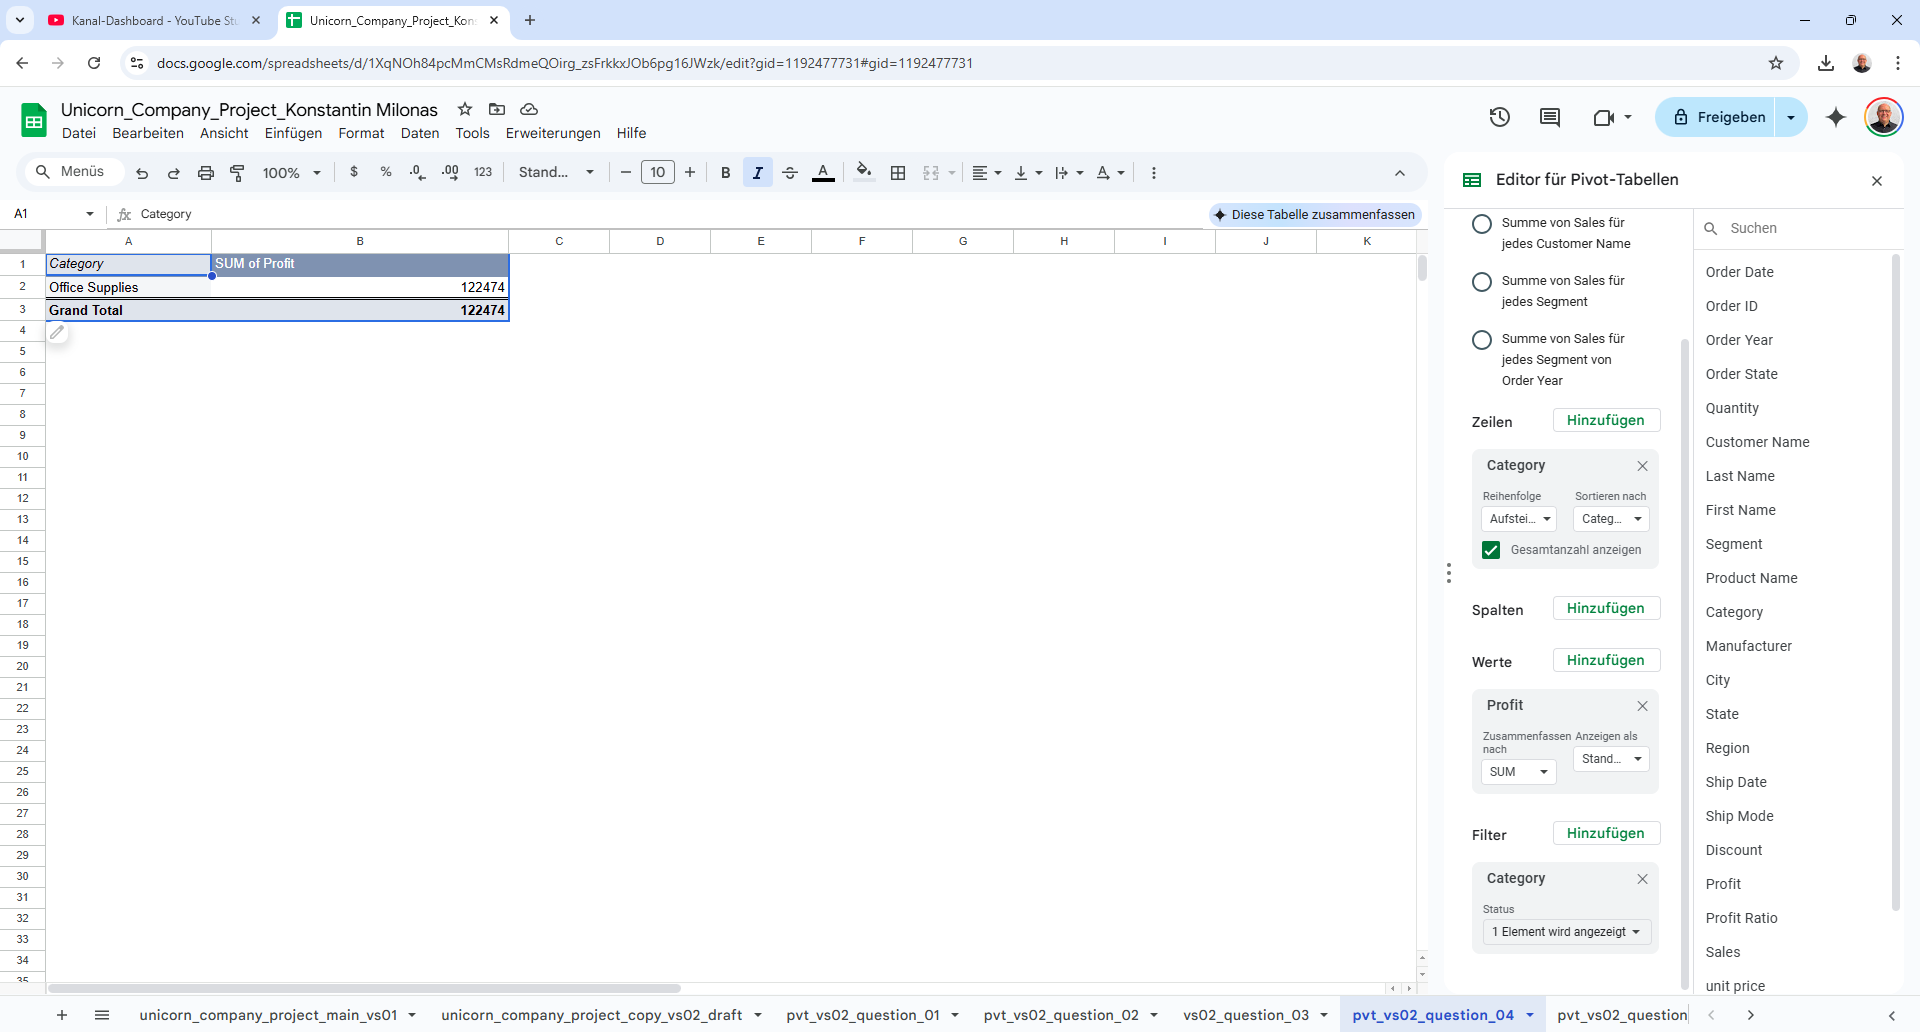 Kanal-Dashboard - YouTube Stu
Unicorn_Company_Project_Kons
docs.google.com/spreadsheets/d/1XqNOh84pcMmCMsRdmeQOirg_zsFrkkxJOb6pg16JWzk/edit?gid=1192477731#gid=1192477731
Unicorn_Company_Project_Konstantin Milonas
Datei Bearbeiten Ansicht Einfügen Format Daten Tools Erweiterungen Hilfe
Freigeben
Menüs 100% $ % .0 .00 123 Stand... 10 B I A
A1 fx Category
Diese Tabelle zusammenfassen
A B C D E F G H I J K
1 Category SUM of Profit
2 Office Supplies 122474
3 Grand Total 122474
4
5
6
7
8
9
10
11
12
13
14
15
16
17
18
19
20
21
22
23
24
25
26
27
28
29
30
31
32
33
34
35
Editor für Pivot-Tabellen
Summe von Sales für
jedes Customer Name
Summe von Sales für
jedes Segment
Summe von Sales für
jedes Segment von
Order Year
Zeilen Hinzufügen
Category
Reihenfolge Sortieren nach
Aufstei... Categ...
Gesamtanzahl anzeigen
Spalten Hinzufügen
Werte Hinzufügen
Profit
Zusammenfassen Anzeigen als
nach
SUM Stand...
Filter Hinzufügen
Category
Status
1 Element wird angezeigt
Suchen
Order Date
Order ID
Order Year
Order State
Quantity
Customer Name
Last Name
First Name
Segment
Product Name
Category
Manufacturer
City
State
Region
Ship Date
Ship Mode
Discount
Profit
Profit Ratio
Sales
unit price
unicorn_company_project_main_vs01 unicorn_company_project_copy_vs02_draft pvt_vs02_question_01 pvt_vs02_question_02 vs02_question_03 pvt_vs02_question_04 pvt_vs02_question